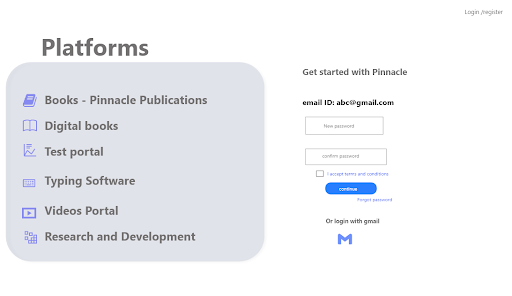 Login /register
Platforms
Books - Pinnacle Publications
Digital books
Test portal
Typing Software
Videos Portal
Research and Development
Get started with Pinnacle
email ID: abc@gmail.com
New password
confirm password
I accept terms and conditions
continue
Forgot password
Or login with gmail